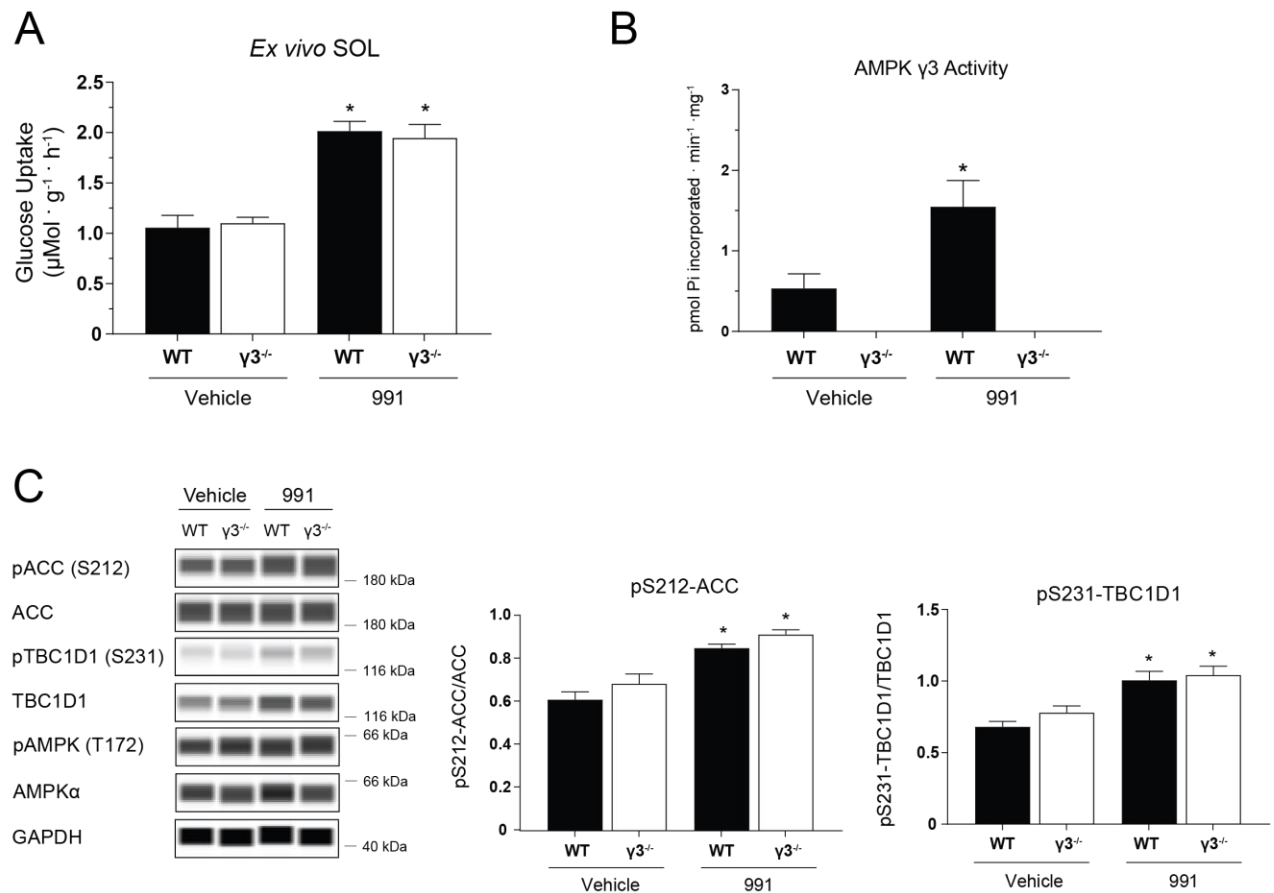 A
Ex vivo SOL
Glucose Uptake
(µMol · g⁻¹ · h⁻¹)
2.5
2.0
1.5
1.0
0.5
0
* *
WT γ3⁻/⁻ WT γ3⁻/⁻
Vehicle 991
B
AMPK γ3 Activity
pmol Pi incorporated · min⁻¹ ·mg⁻¹
3
2
1
0
*
WT γ3⁻/⁻ WT γ3⁻/⁻
Vehicle 991
C
Vehicle 991
WT γ3⁻/⁻ WT γ3⁻/⁻
pACC (S212)
180 kDa
ACC
180 kDa
pTBC1D1 (S231)
116 kDa
TBC1D1
116 kDa
pAMPK (T172)
66 kDa
AMPKα
66 kDa
GAPDH
40 kDa
pS212-ACC
pS212-ACC/ACC
1.0
0.8
0.6
0.4
0.2
0
* *
WT γ3⁻/⁻ WT γ3⁻/⁻
Vehicle 991
pS231-TBC1D1
pS231-TBC1D1/TBC1D1
1.5
1.0
0.5
0
* *
WT γ3⁻/⁻ WT γ3⁻/⁻
Vehicle 991